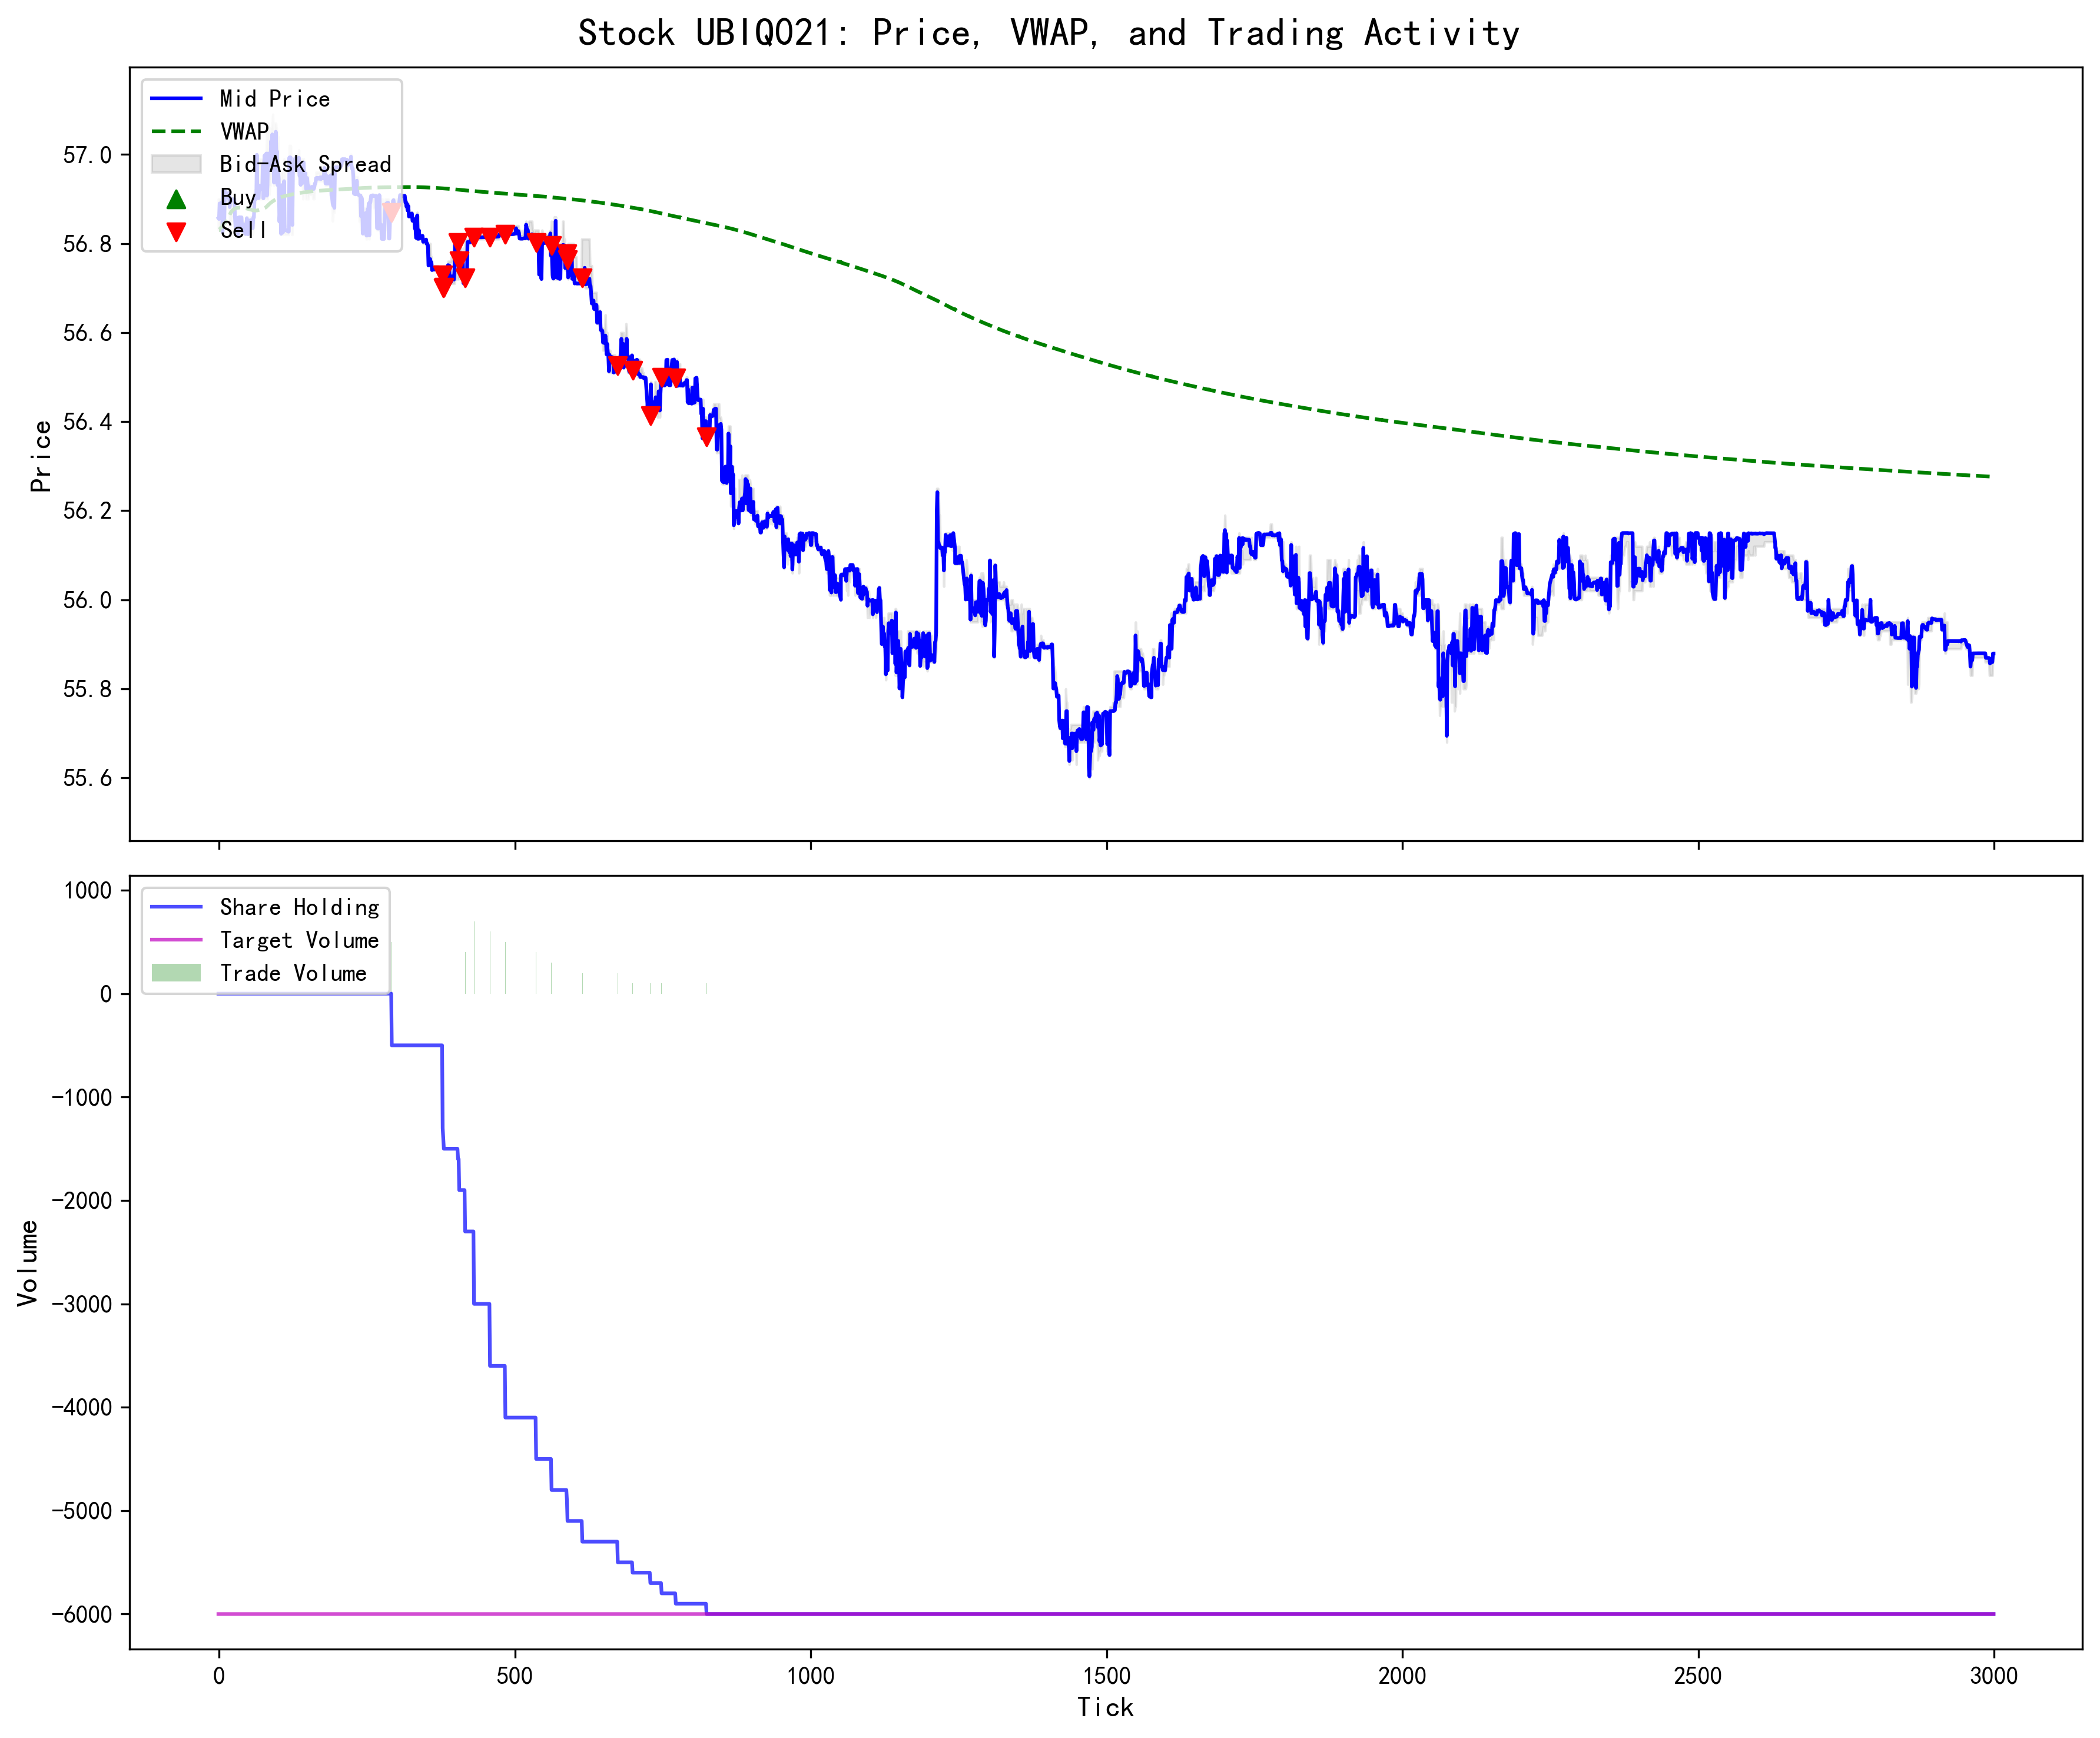 Stock UBIQ021: Price, VWAP, and Trading Activity
Mid Price
VWAP
Bid-Ask Spread
Buy
Sell
57.0
56.8
56.6
56.4
56.2
56.0
55.8
55.6
Price
Share Holding
Target Volume
Trade Volume
1000
0
-1000
-2000
-3000
-4000
-5000
-6000
Volume
0
500
1000
1500
2000
2500
3000
Tick